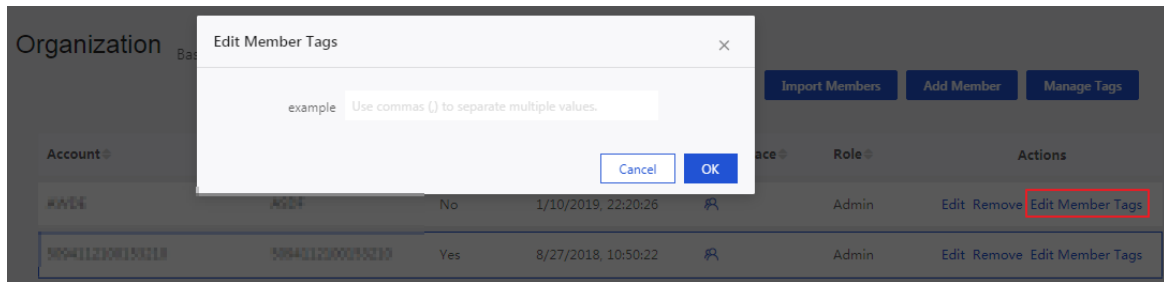 Organization
Edit Member Tags
example Use commas (,) to separate multiple values.
Cancel OK
Import Members Add Member Manage Tags
Account Role Actions
No 1/10/2019, 22:20:26 Admin Edit Remove Edit Member Tags
Yes 8/27/2018, 10:50:22 Admin Edit Remove Edit Member Tags